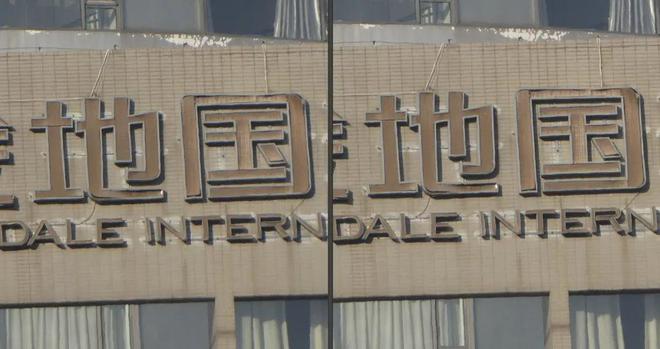 地国 地国
DALE INTERN DALE INTERN